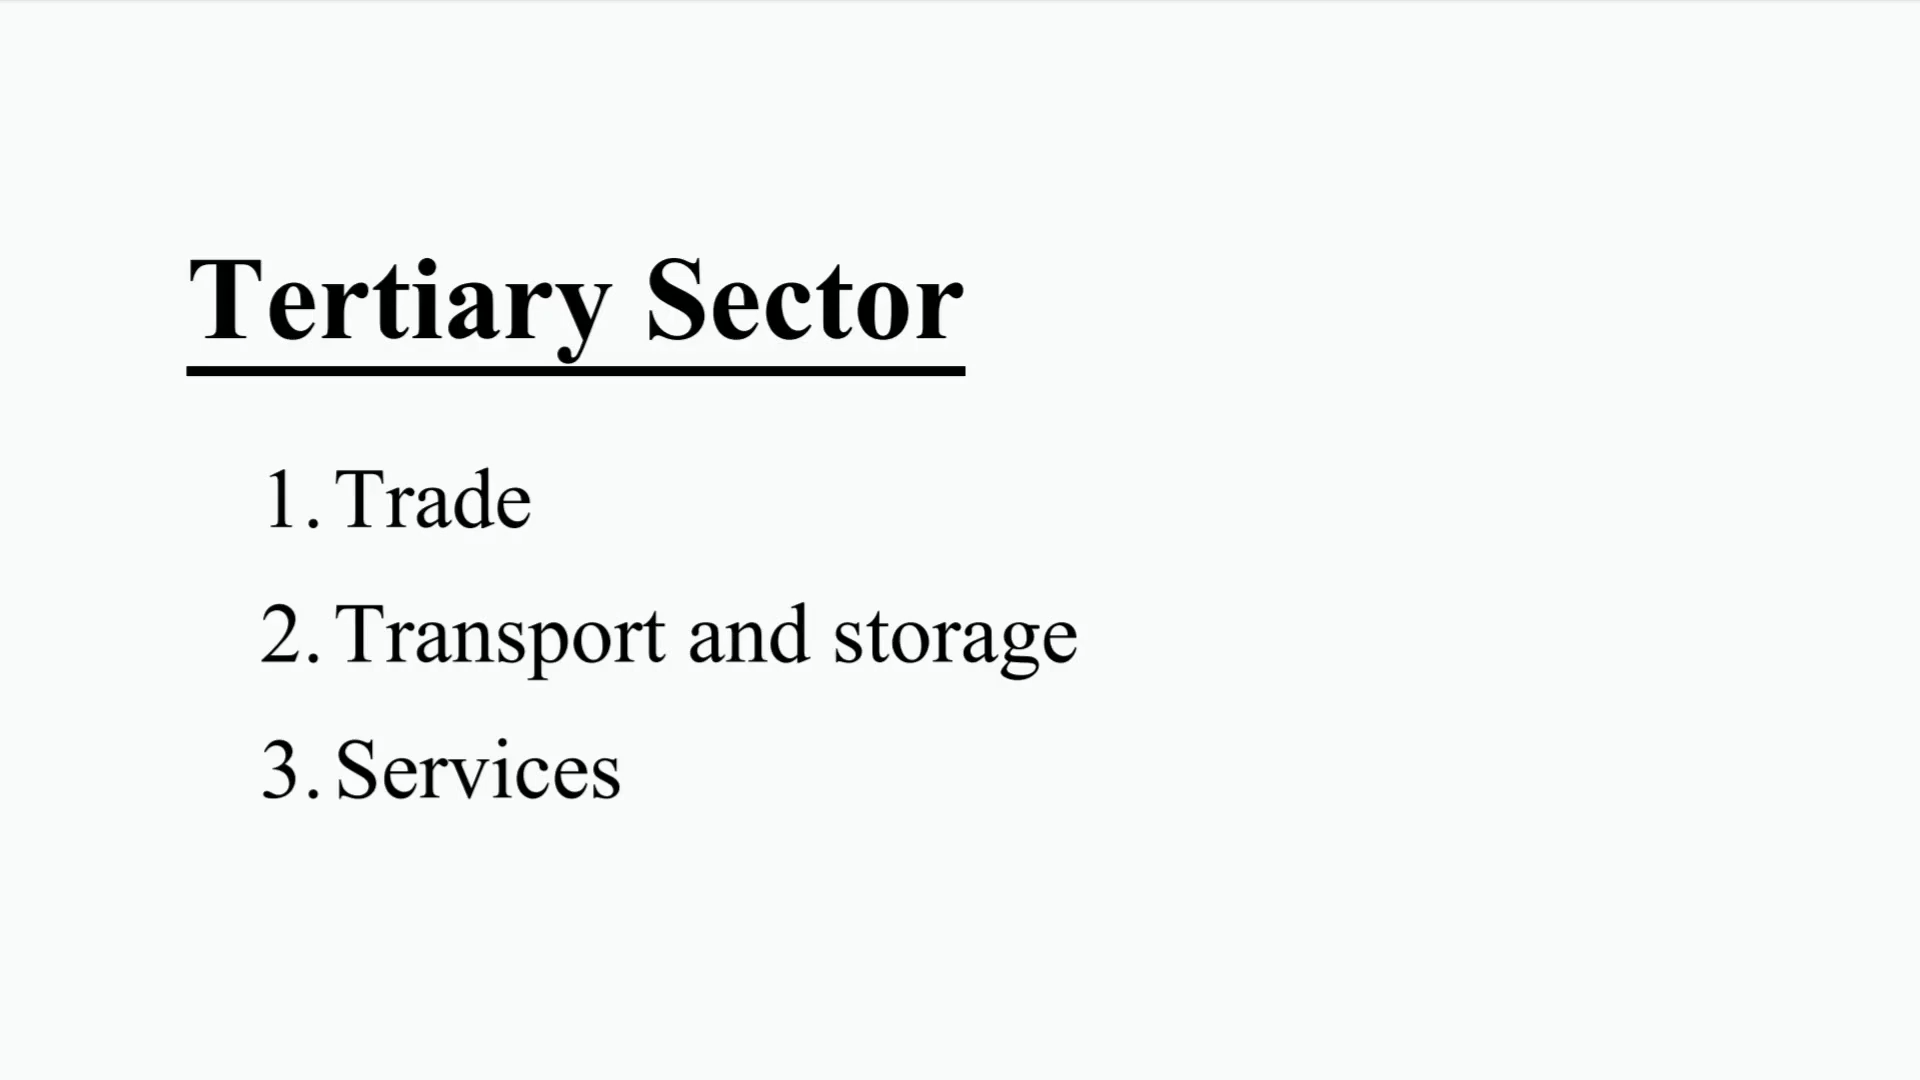 Tertiary Sector
1. Trade
2. Transport and storage
3. Services